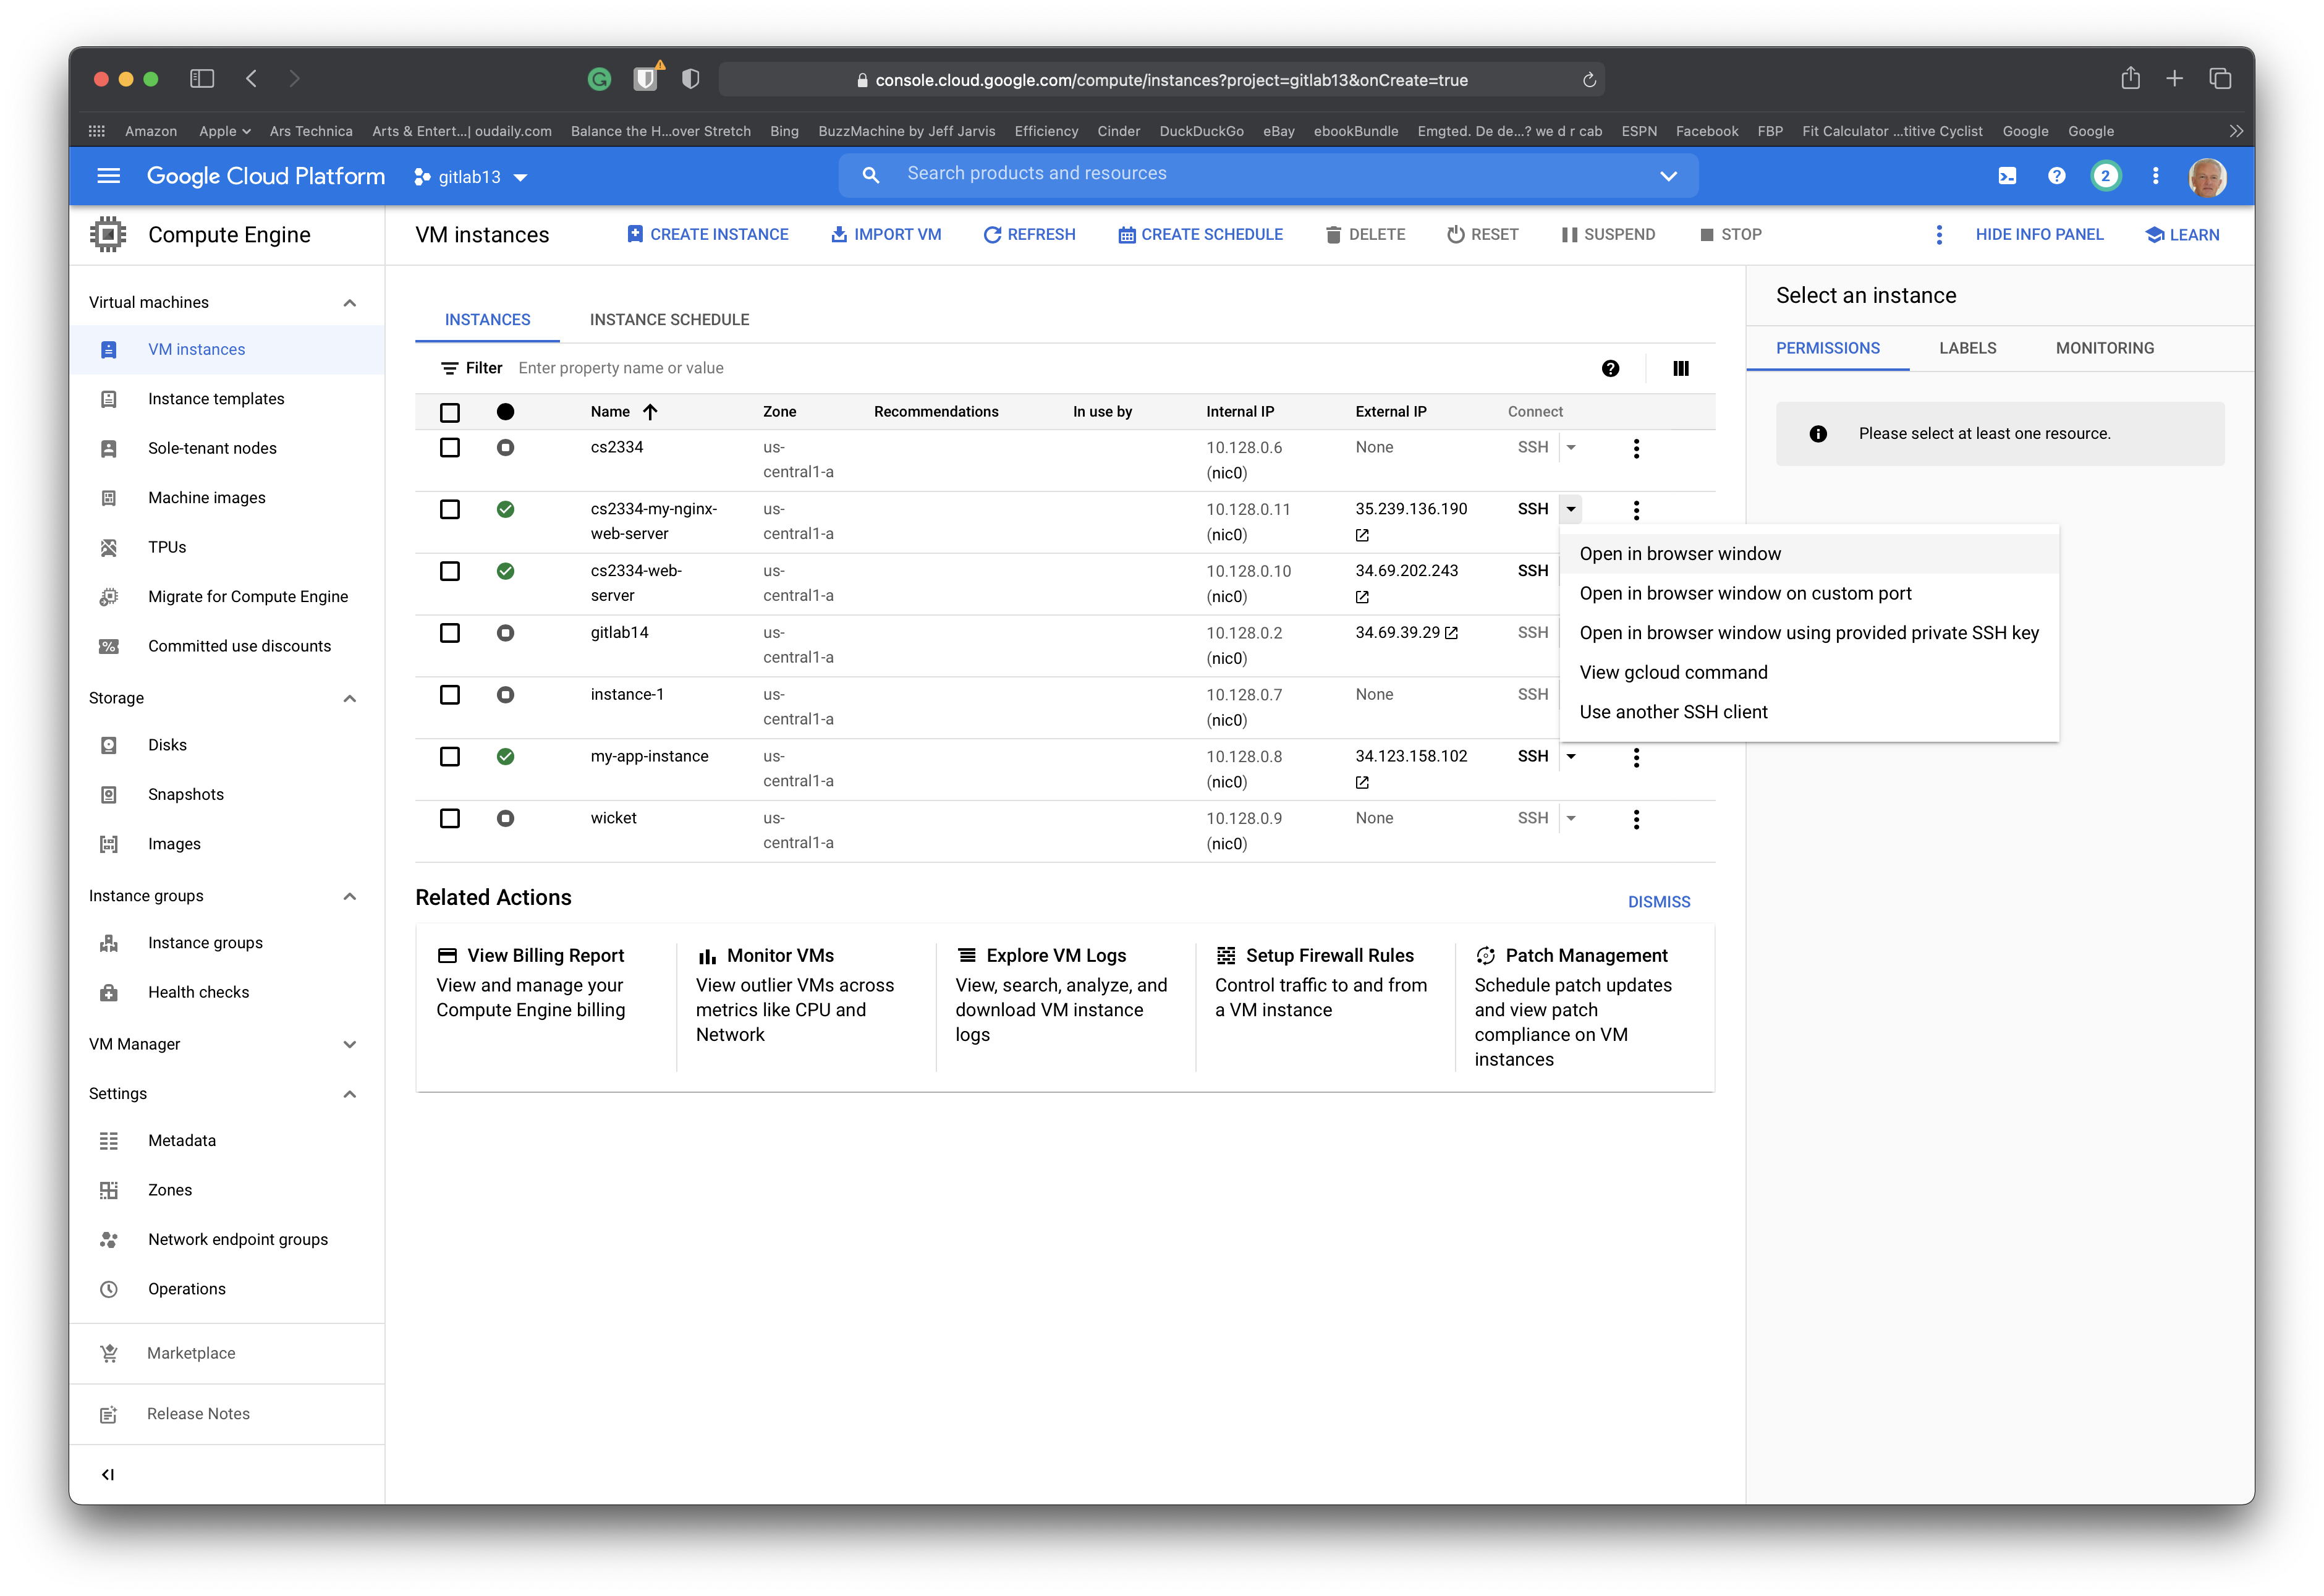 console.cloud.google.com/compute/instances?project=gitlab13&onCreate=true
Amazon Apple Ars Technica Arts & Entert...| oudaily.com Balance the H...over Stretch Bing BuzzMachine by Jeff Jarvis Efficiency Cinder DuckDuckGo eBay ebookBundle Emgted. De de...? we d r cab ESPN Facebook FBP Fit Calculator ...titive Cyclist Google Google
Google Cloud Platform gitlab13 Search products and resources 2
Compute Engine
VM instances CREATE INSTANCE IMPORT VM REFRESH CREATE SCHEDULE DELETE RESET SUSPEND STOP HIDE INFO PANEL LEARN
Virtual machines
VM instances
Instance templates
Sole-tenant nodes
Machine images
TPUs
Migrate for Compute Engine
Committed use discounts
Storage
Disks
Snapshots
Images
Instance groups
Instance groups
Health checks
VM Manager
Settings
Metadata
Zones
Network endpoint groups
Operations
Marketplace
Release Notes
INSTANCES INSTANCE SCHEDULE
Filter Enter property name or value
Name Zone Recommendations In use by Internal IP External IP Connect
cs2334 us- 10.128.0.6 None SSH
central1-a (nic0)
cs2334-my-nginx- us- 10.128.0.11 35.239.136.190 SSH
web-server central1-a (nic0)
cs2334-web- us- 10.128.0.10 34.69.202.243 SSH
server central1-a (nic0)
gitlab14 us- 10.128.0.2 34.69.39.29 SSH
central1-a (nic0)
instance-1 us- 10.128.0.7 None SSH
central1-a (nic0)
my-app-instance us- 10.128.0.8 34.123.158.102 SSH
central1-a (nic0)
wicket us- 10.128.0.9 None SSH
central1-a (nic0)
Open in browser window
Open in browser window on custom port
Open in browser window using provided private SSH key
View gcloud command
Use another SSH client
Related Actions DISMISS
View Billing Report
View and manage your
Compute Engine billing
Monitor VMs
View outlier VMs across
metrics like CPU and
Network
Explore VM Logs
View, search, analyze, and
download VM instance
logs
Setup Firewall Rules
Control traffic to and from
a VM instance
Patch Management
Schedule patch updates
and view patch
compliance on VM
instances
Select an instance
PERMISSIONS LABELS MONITORING
Please select at least one resource.